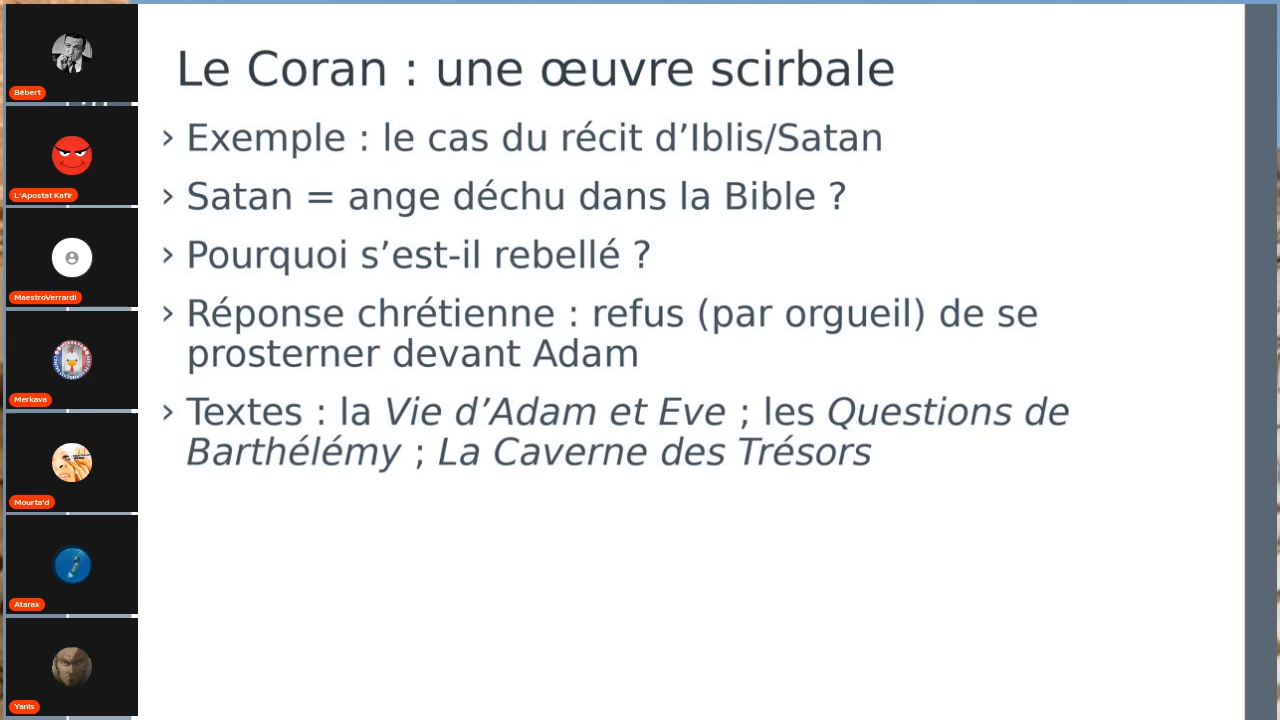 Le Coran : une œuvre scirbale
› Exemple : le cas du récit d’Iblis/Satan
› Satan = ange déchu dans la Bible ?
› Pourquoi s’est-il rebellé ?
› Réponse chrétienne : refus (par orgueil) de se
prosterner devant Adam
› Textes : la Vie d’Adam et Eve ; les Questions de
Barthélémy ; La Caverne des Trésors
Bébert
L'Apostat Kafir
MaestroVerrardi
Merkava
Mourta'd
Atarax
Yanis